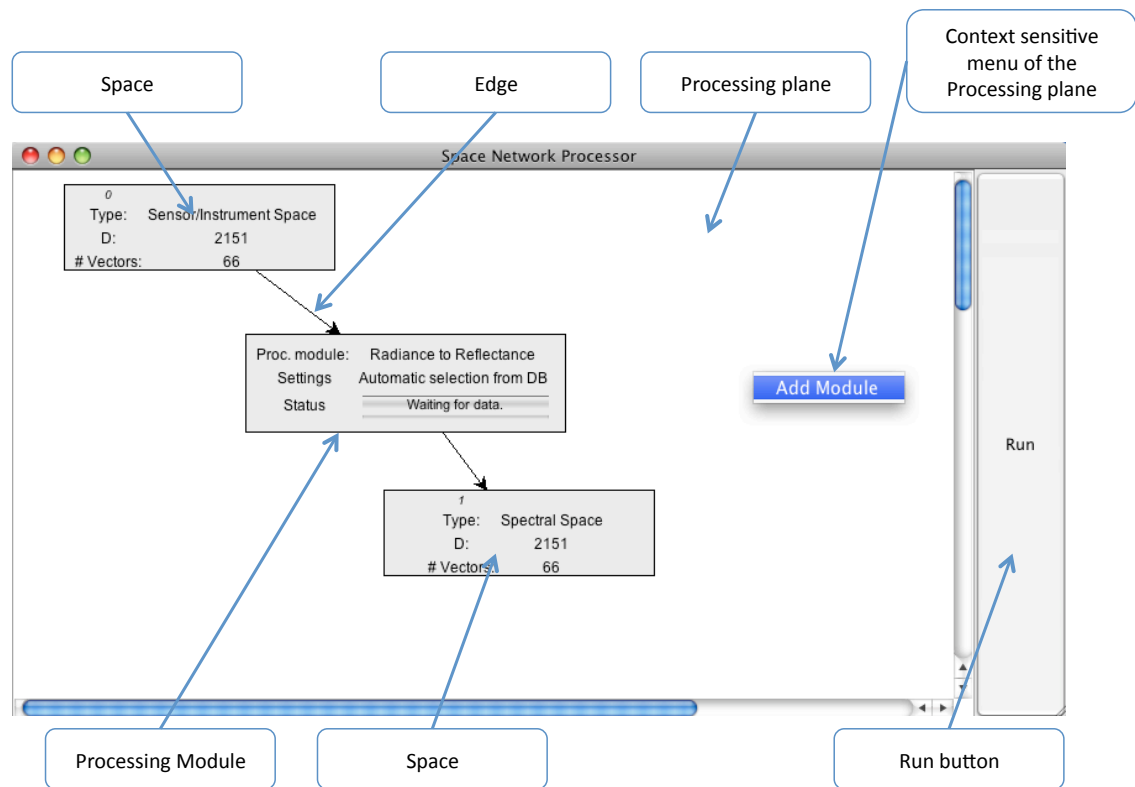 Space
Edge
Processing plane
Context sensitive
menu of the
Processing plane
Space Network Processor
0
Type: Sensor/Instrument Space
D: 2151
# Vectors: 66
Proc. module: Radiance to Reflectance
Settings Automatic selection from DB
Status Waiting for data.
Add Module
Run
1
Type: Spectral Space
D: 2151
# Vectors: 66
Processing Module
Space
Run button